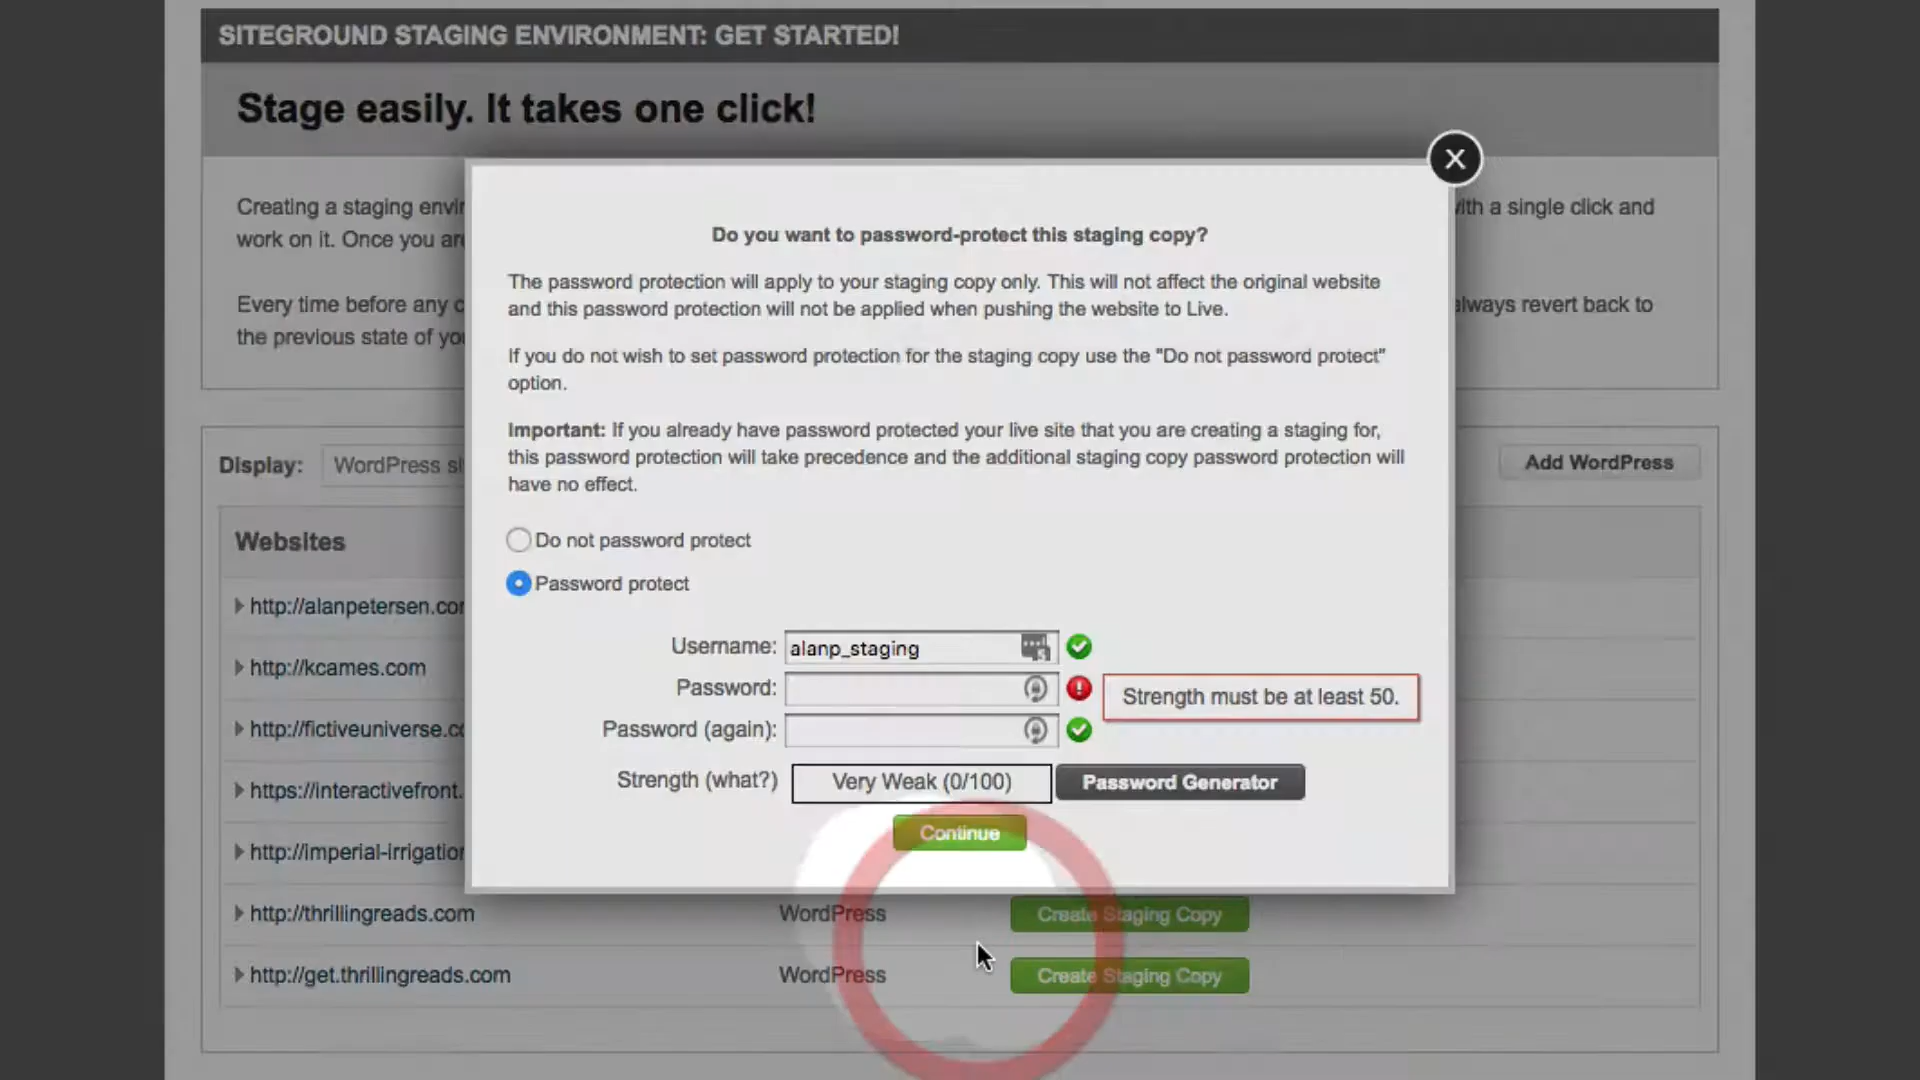 SITEGROUND STAGING ENVIRONMENT: GET STARTED!
Stage easily. It takes one click!
Creating a staging envir
with a single click and
work on it. Once you are
Every time before any c
always revert back to
the previous state of you
Do you want to password-protect this staging copy?
The password protection will apply to your staging copy only. This will not affect the original website
and this password protection will not be applied when pushing the website to Live.
If you do not wish to set password protection for the staging copy use the "Do not password protect"
option.
Important: If you already have password protected your live site that you are creating a staging for,
this password protection will take precedence and the additional staging copy password protection will
have no effect.
Do not password protect
Password protect
Username: alanp_staging
Password:
Strength must be at least 50.
Password (again):
Strength (what?) Very Weak (0/100) Password Generator
Continue
Display: WordPress si
Add WordPress
Websites
http://alanpetersen.com
http://kcames.com
http://fictiveuniverse.co
https://interactivefront.
http://imperial-irrigation
http://thrillingreads.com WordPress Create Staging Copy
http://get.thrillingreads.com WordPress Create Staging Copy